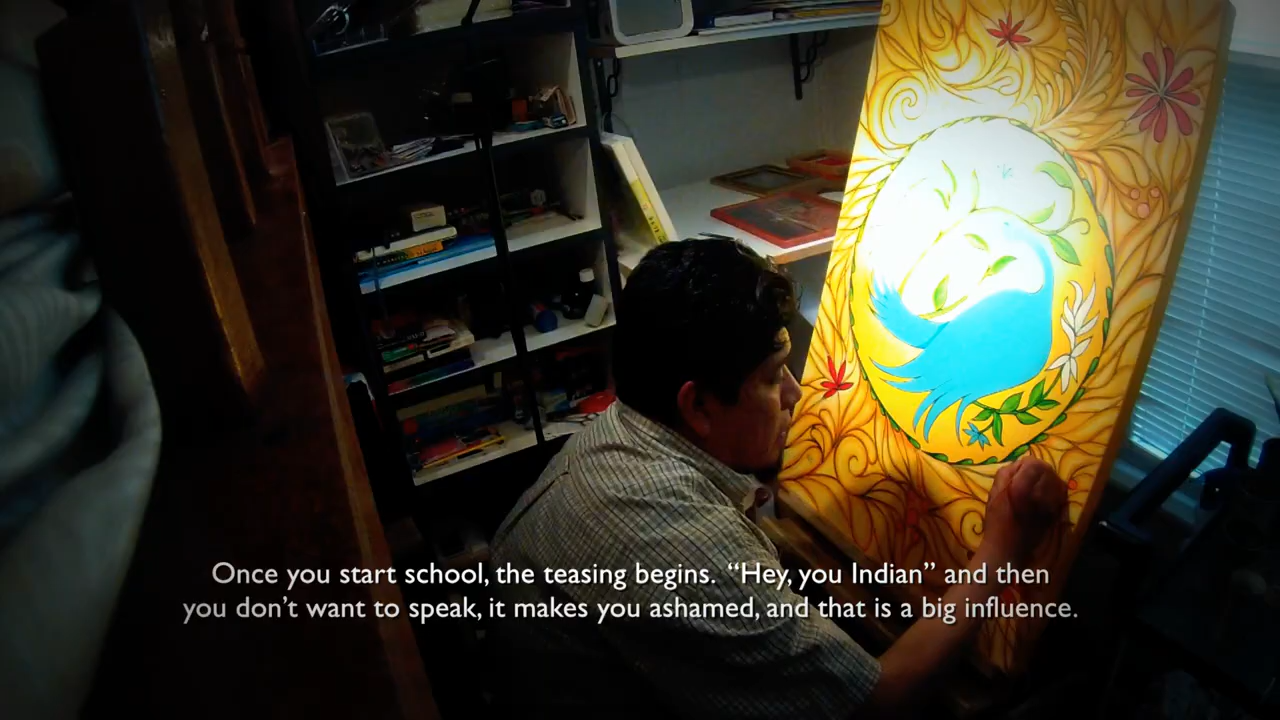 Once you start school, the teasing begins. “Hey, you Indian” and then
you don’t want to speak, it makes you ashamed, and that is a big influence.